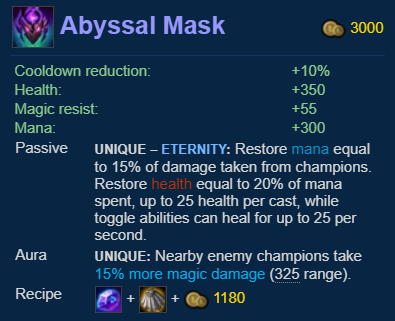 Abyssal Mask 3000
Cooldown reduction: +10%
Health: +350
Magic resist: +55
Mana: +300
Passive UNIQUE – ETERNITY: Restore mana equal
to 15% of damage taken from champions.
Restore health equal to 20% of mana
spent, up to 25 health per cast, while
toggle abilities can heal for up to 25 per
second.
Aura UNIQUE: Nearby enemy champions take
15% more magic damage (325 range).
Recipe + + 1180